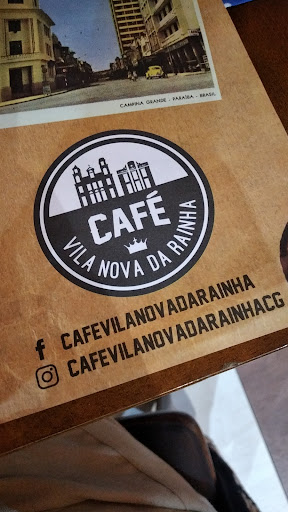 CAMPINA GRANDE - PARAÍBA - BRASIL
CAFÉ
VILA NOVA DA RAINHA
CAFEVILANOVADARAINHA
CAFEVILANOVADARAINHACG